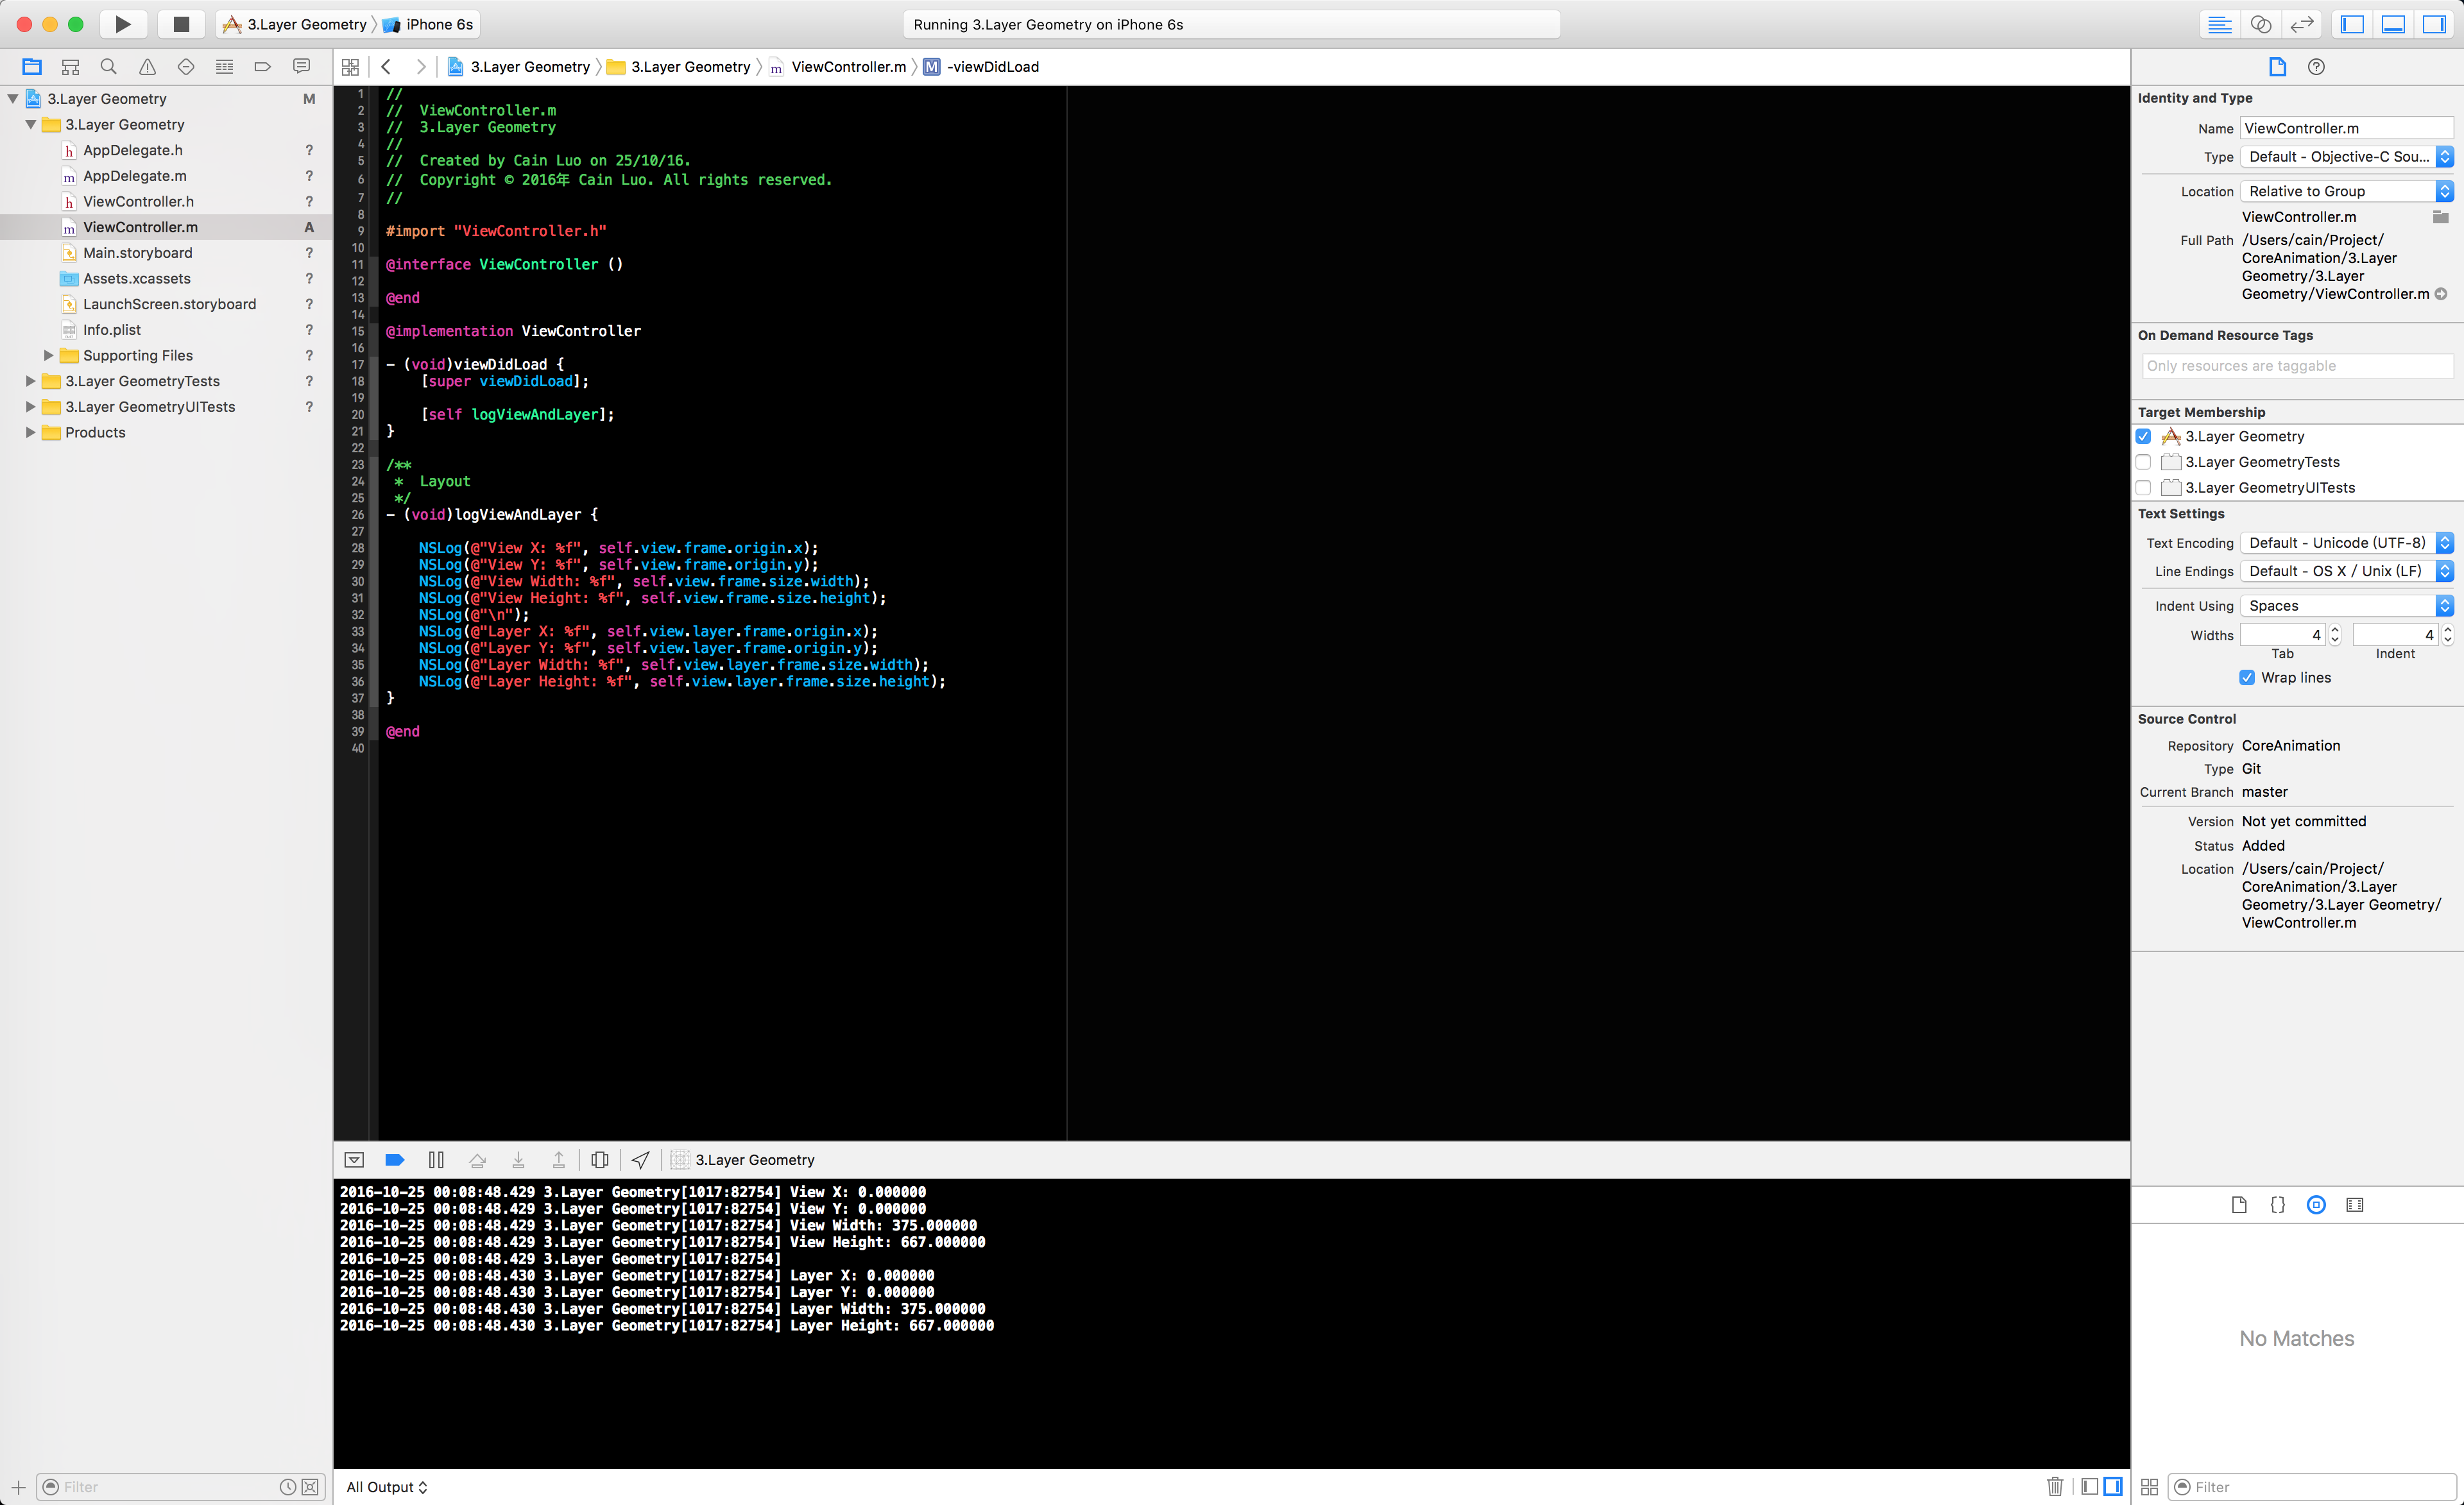 3.Layer Geometry
iPhone 6s
Running 3.Layer Geometry on iPhone 6s
3.Layer Geometry
3.Layer Geometry
ViewController.m
M
-viewDidLoad
3.Layer Geometry M
3.Layer Geometry
h AppDelegate.h ?
m AppDelegate.m ?
h ViewController.h ?
m ViewController.m A
Main.storyboard ?
Assets.xcassets ?
LaunchScreen.storyboard ?
Info.plist ?
Supporting Files ?
3.Layer GeometryTests ?
3.Layer GeometryUITests ?
Products
Filter
1 //
2 //  ViewController.m
3 //  3.Layer Geometry
4 //
5 //  Created by Cain Luo on 25/10/16.
6 //  Copyright © 2016年 Cain Luo. All rights reserved.
7 //
8
9 #import "ViewController.h"
10
11 @interface ViewController ()
12
13 @end
14
15 @implementation ViewController
16
17 - (void)viewDidLoad {
18     [super viewDidLoad];
19
20     [self logViewAndLayer];
21 }
22
23 /**
24  *  Layout
25  */
26 - (void)logViewAndLayer {
27
28     NSLog(@"View X: %f", self.view.frame.origin.x);
29     NSLog(@"View Y: %f", self.view.frame.origin.y);
30     NSLog(@"View Width: %f", self.view.frame.size.width);
31     NSLog(@"View Height: %f", self.view.frame.size.height);
32     NSLog(@"\n");
33     NSLog(@"Layer X: %f", self.view.layer.frame.origin.x);
34     NSLog(@"Layer Y: %f", self.view.layer.frame.origin.y);
35     NSLog(@"Layer Width: %f", self.view.layer.frame.size.width);
36     NSLog(@"Layer Height: %f", self.view.layer.frame.size.height);
37 }
38
39 @end
40
3.Layer Geometry
2016-10-25 00:08:48.429 3.Layer Geometry[1017:82754] View X: 0.000000
2016-10-25 00:08:48.429 3.Layer Geometry[1017:82754] View Y: 0.000000
2016-10-25 00:08:48.429 3.Layer Geometry[1017:82754] View Width: 375.000000
2016-10-25 00:08:48.429 3.Layer Geometry[1017:82754] View Height: 667.000000
2016-10-25 00:08:48.429 3.Layer Geometry[1017:82754]
2016-10-25 00:08:48.430 3.Layer Geometry[1017:82754] Layer X: 0.000000
2016-10-25 00:08:48.430 3.Layer Geometry[1017:82754] Layer Y: 0.000000
2016-10-25 00:08:48.430 3.Layer Geometry[1017:82754] Layer Width: 375.000000
2016-10-25 00:08:48.430 3.Layer Geometry[1017:82754] Layer Height: 667.000000
All Output
Identity and Type
Name ViewController.m
Type Default - Objective-C Sou...
Location Relative to Group
ViewController.m
Full Path /Users/cain/Project/
CoreAnimation/3.Layer
Geometry/3.Layer
Geometry/ViewController.m
On Demand Resource Tags
Only resources are taggable
Target Membership
3.Layer Geometry
3.Layer GeometryTests
3.Layer GeometryUITests
Text Settings
Text Encoding Default - Unicode (UTF-8)
Line Endings Default - OS X / Unix (LF)
Indent Using Spaces
Widths 4 4
Tab Indent
Wrap lines
Source Control
Repository CoreAnimation
Type Git
Current Branch master
Version Not yet committed
Status Added
Location /Users/cain/Project/
CoreAnimation/3.Layer
Geometry/3.Layer Geometry/
ViewController.m
{}
No Matches
Filter